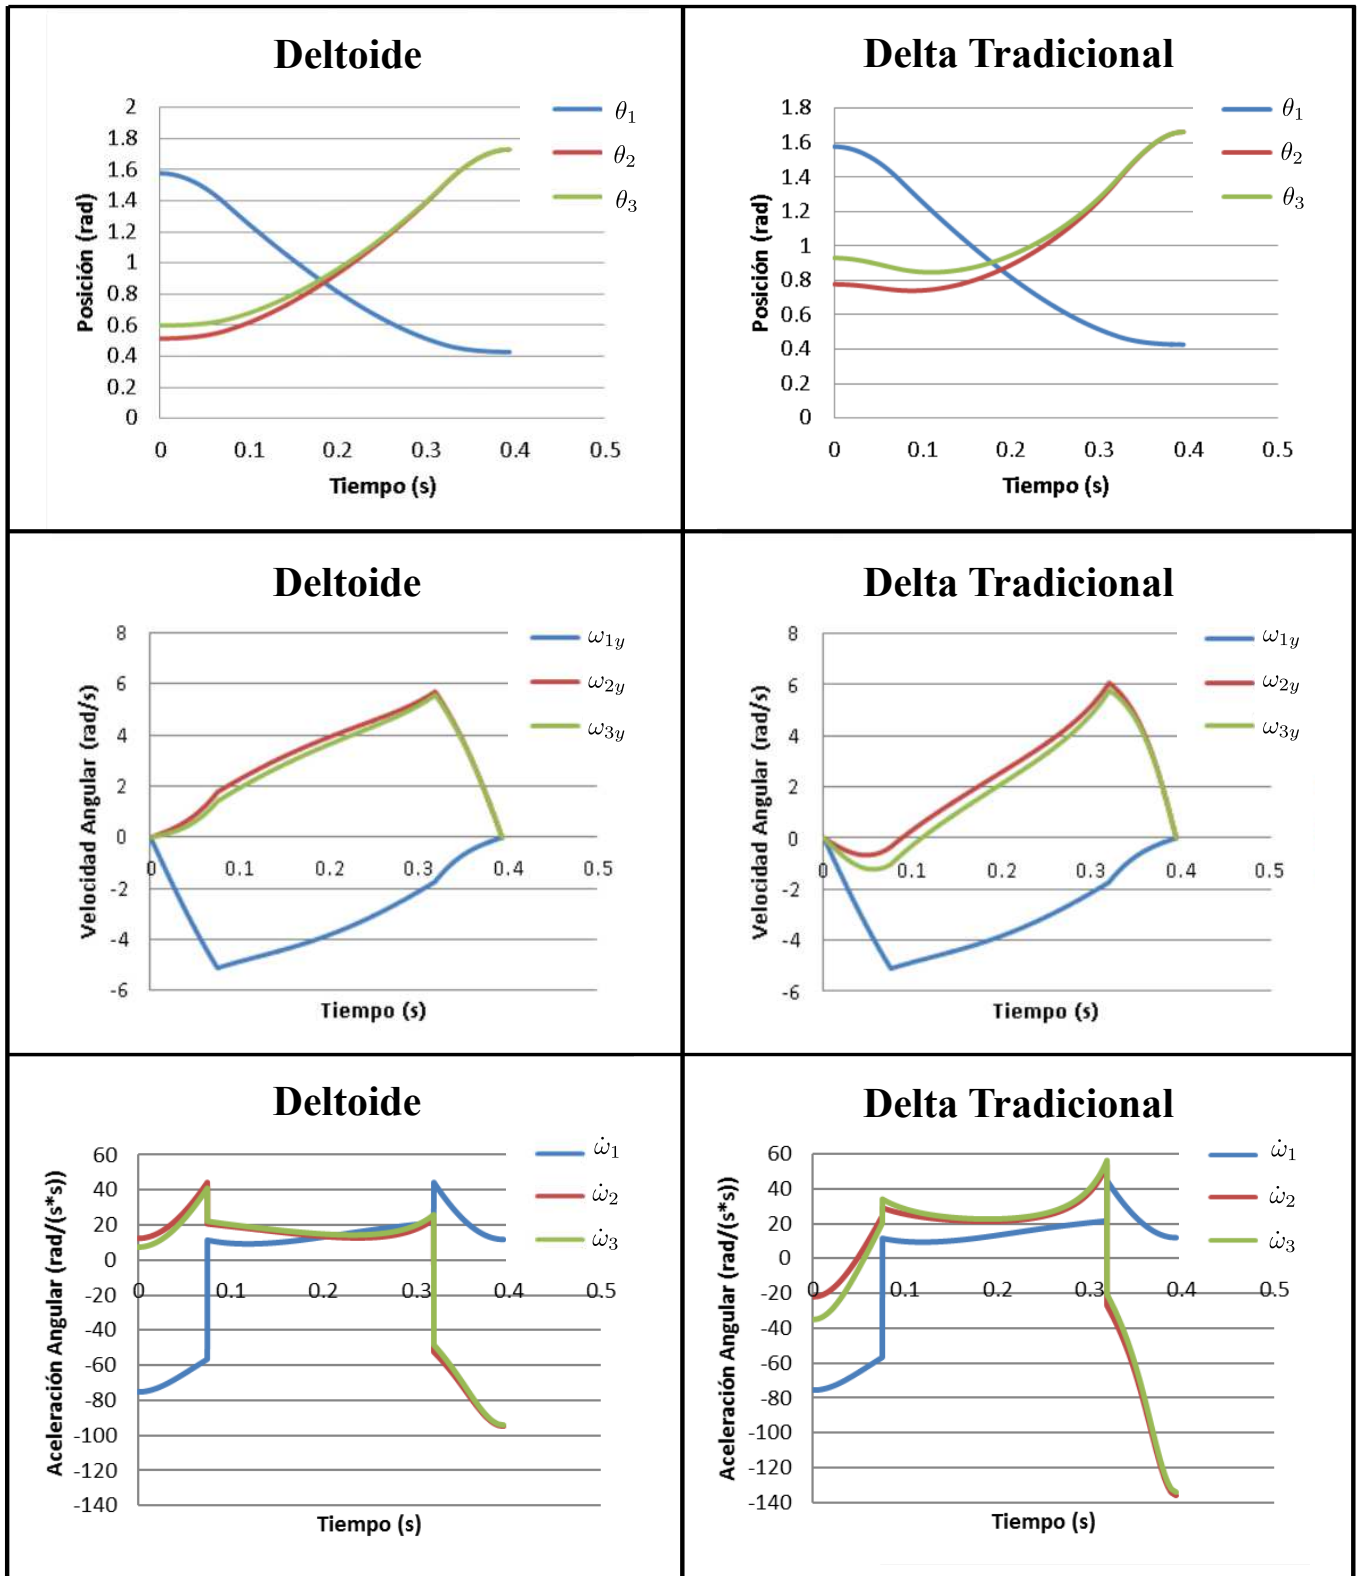 Deltoide
2
1.8
1.6
1.4
1.2
1
0.8
0.6
0.4
0.2
0
0 0.1 0.2 0.3 0.4 0.5
Posición (rad)
Tiempo (s)
θ1
θ2
θ3
Delta Tradicional
1.8
1.6
1.4
1.2
1
0.8
0.6
0.4
0.2
0
0 0.1 0.2 0.3 0.4 0.5
Posición (rad)
Tiempo (s)
θ1
θ2
θ3
Deltoide
8
6
4
2
0
-2
-4
-6
0 0.1 0.2 0.3 0.4 0.5
Velocidad Angular (rad/s)
Tiempo (s)
ω1y
ω2y
ω3y
Delta Tradicional
8
6
4
2
0
-2
-4
-6
0 0.1 0.2 0.3 0.4 0.5
Velocidad Angular (rad/s)
Tiempo (s)
ω1y
ω2y
ω3y
Deltoide
60
40
20
0
-20
-40
-60
-80
-100
-120
-140
0 0.1 0.2 0.3 0.4 0.5
Aceleración Angular (rad/(s*s))
Tiempo (s)
ω̇1
ω̇2
ω̇3
Delta Tradicional
60
40
20
0
-20
-40
-60
-80
-100
-120
-140
0 0.1 0.2 0.3 0.4 0.5
Aceleración Angular (rad/(s*s))
Tiempo (s)
ω̇1
ω̇2
ω̇3